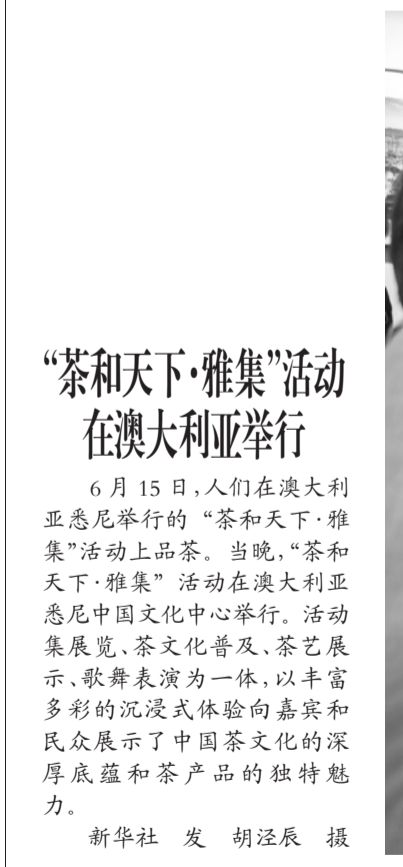 “茶和天下·雅集”活动
在澳大利亚举行
6月15日,人们在澳大利
亚悉尼举行的“茶和天下·雅
集”活动上品茶。当晚,“茶和
天下·雅集”活动在澳大利亚
悉尼中国文化中心举行。活动
集展览、茶文化普及、茶艺展
示、歌舞表演为一体,以丰富
多彩的沉浸式体验向嘉宾和
民众展示了中国茶文化的深
厚底蕴和茶产品的独特魅
力。
新华社 发 胡泾辰 摄